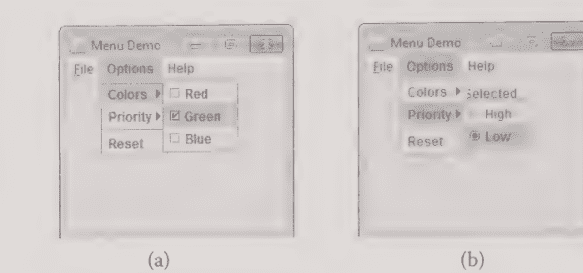 Menu Demo
File Options Help
Colors Red
Priority Green
Reset Blue
(a)
Menu Demo
File Options Help
Colors Selected
Priority High
Reset Low
(b)